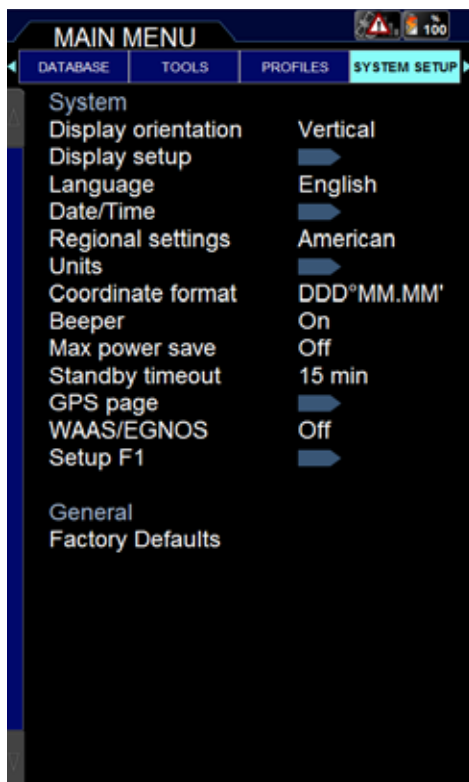 MAIN MENU
% 100
DATABASE TOOLS PROFILES SYSTEM SETUP
System
Display orientation Vertical
Display setup
Language English
Date/Time
Regional settings American
Units
Coordinate format DDD°MM.MM'
Beeper On
Max power save Off
Standby timeout 15 min
GPS page
WAAS/EGNOS Off
Setup F1
General
Factory Defaults